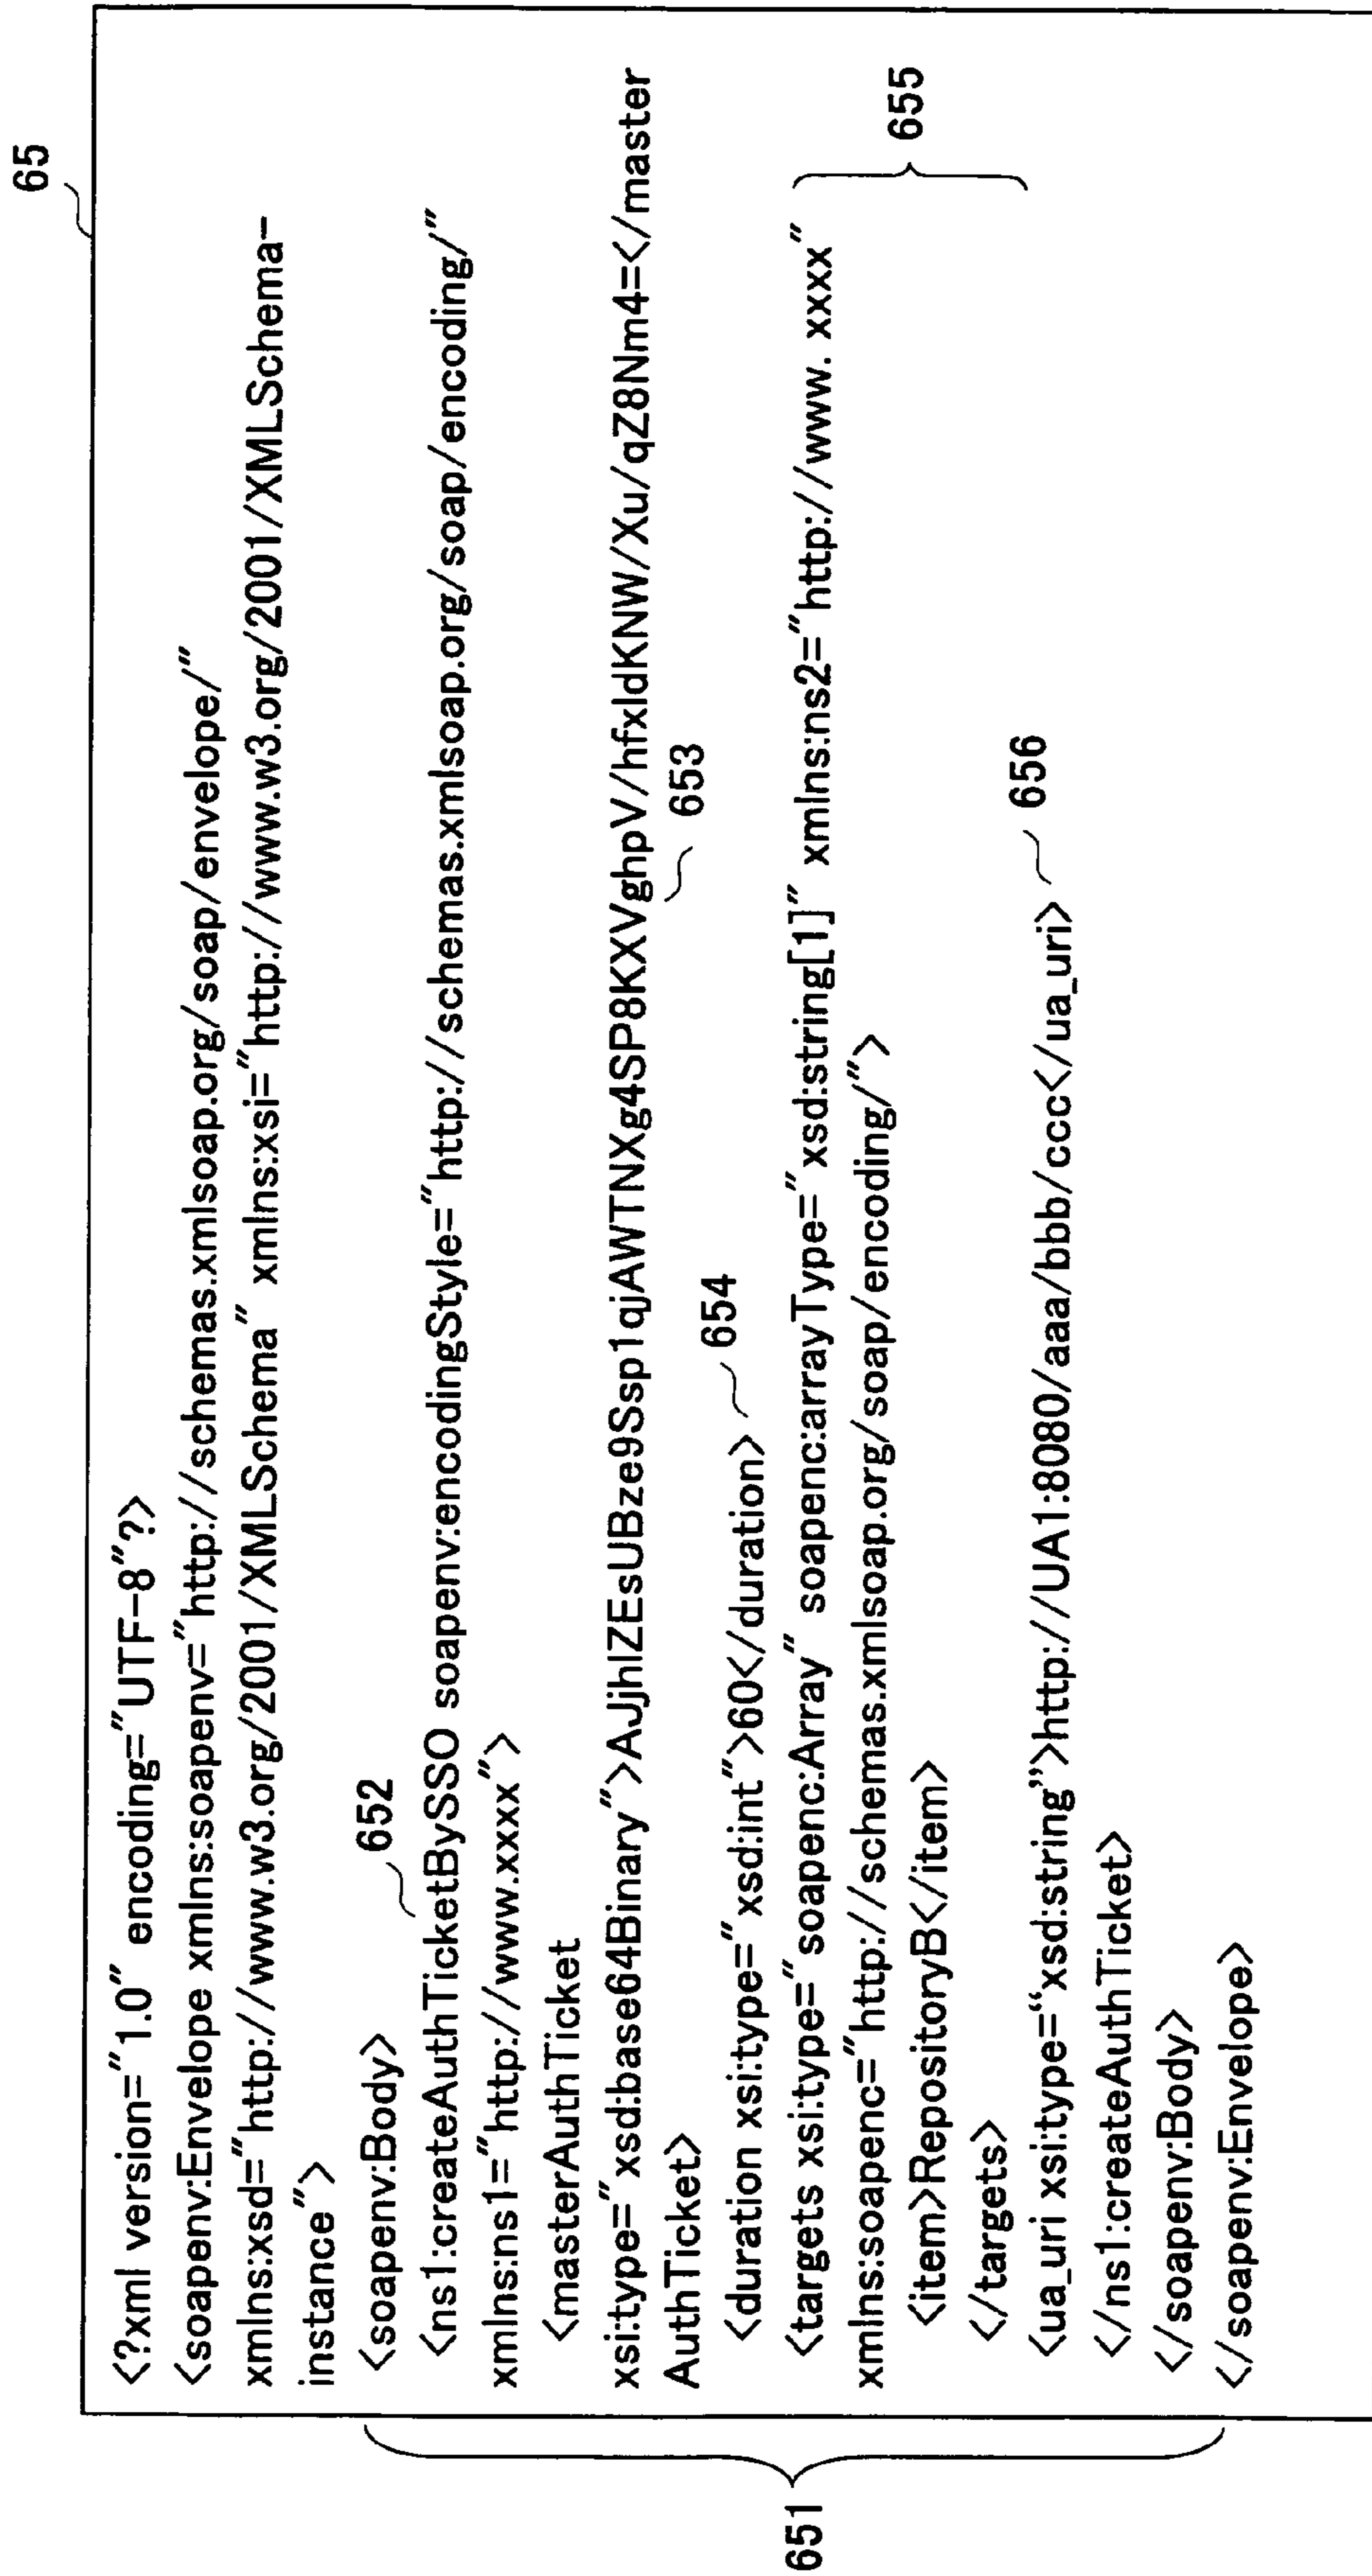 65
<?xml version="1.0" encoding="UTF-8"?>
<soapenv:Envelope xmlns:soapenv="http://schemas.xmlsoap.org/soap/envelope/"
xmlns:xsd="http://www.w3.org/2001/XMLSchema" xmlns:xsi="http://www.w3.org/2001/XMLSchema-
instance">
<soapenv:Body>
652
<ns1:createAuthTicketBySSO soapenv:encodingStyle="http://schemas.xmlsoap.org/soap/encoding/"
xmlns:ns1="http://www.xxxx">
<masterAuthTicket
xsi:type="xsd:base64Binary">AJjhIZEsUBze9Ssp1qjAWTNXg4SP8KXVghpV/hfxIdKNW/Xu/qZ8Nm4=</master
AuthTicket>
653
<duration xsi:type="xsd:int">60</duration>
654
<targets xsi:type="soapenc:Array" soapenc:arrayType="xsd:string[1]" xmlns:ns2="http://www. xxxx"
xmlns:soapenc="http://schemas.xmlsoap.org/soap/encoding/">
<item>RepositoryB</item>
</targets>
655
<ua_uri xsi:type=“xsd:string”>http://UA1:8080/aaa/bbb/ccc</ua_uri>
656
</ns1:createAuthTicket>
</soapenv:Body>
</soapenv:Envelope>
651